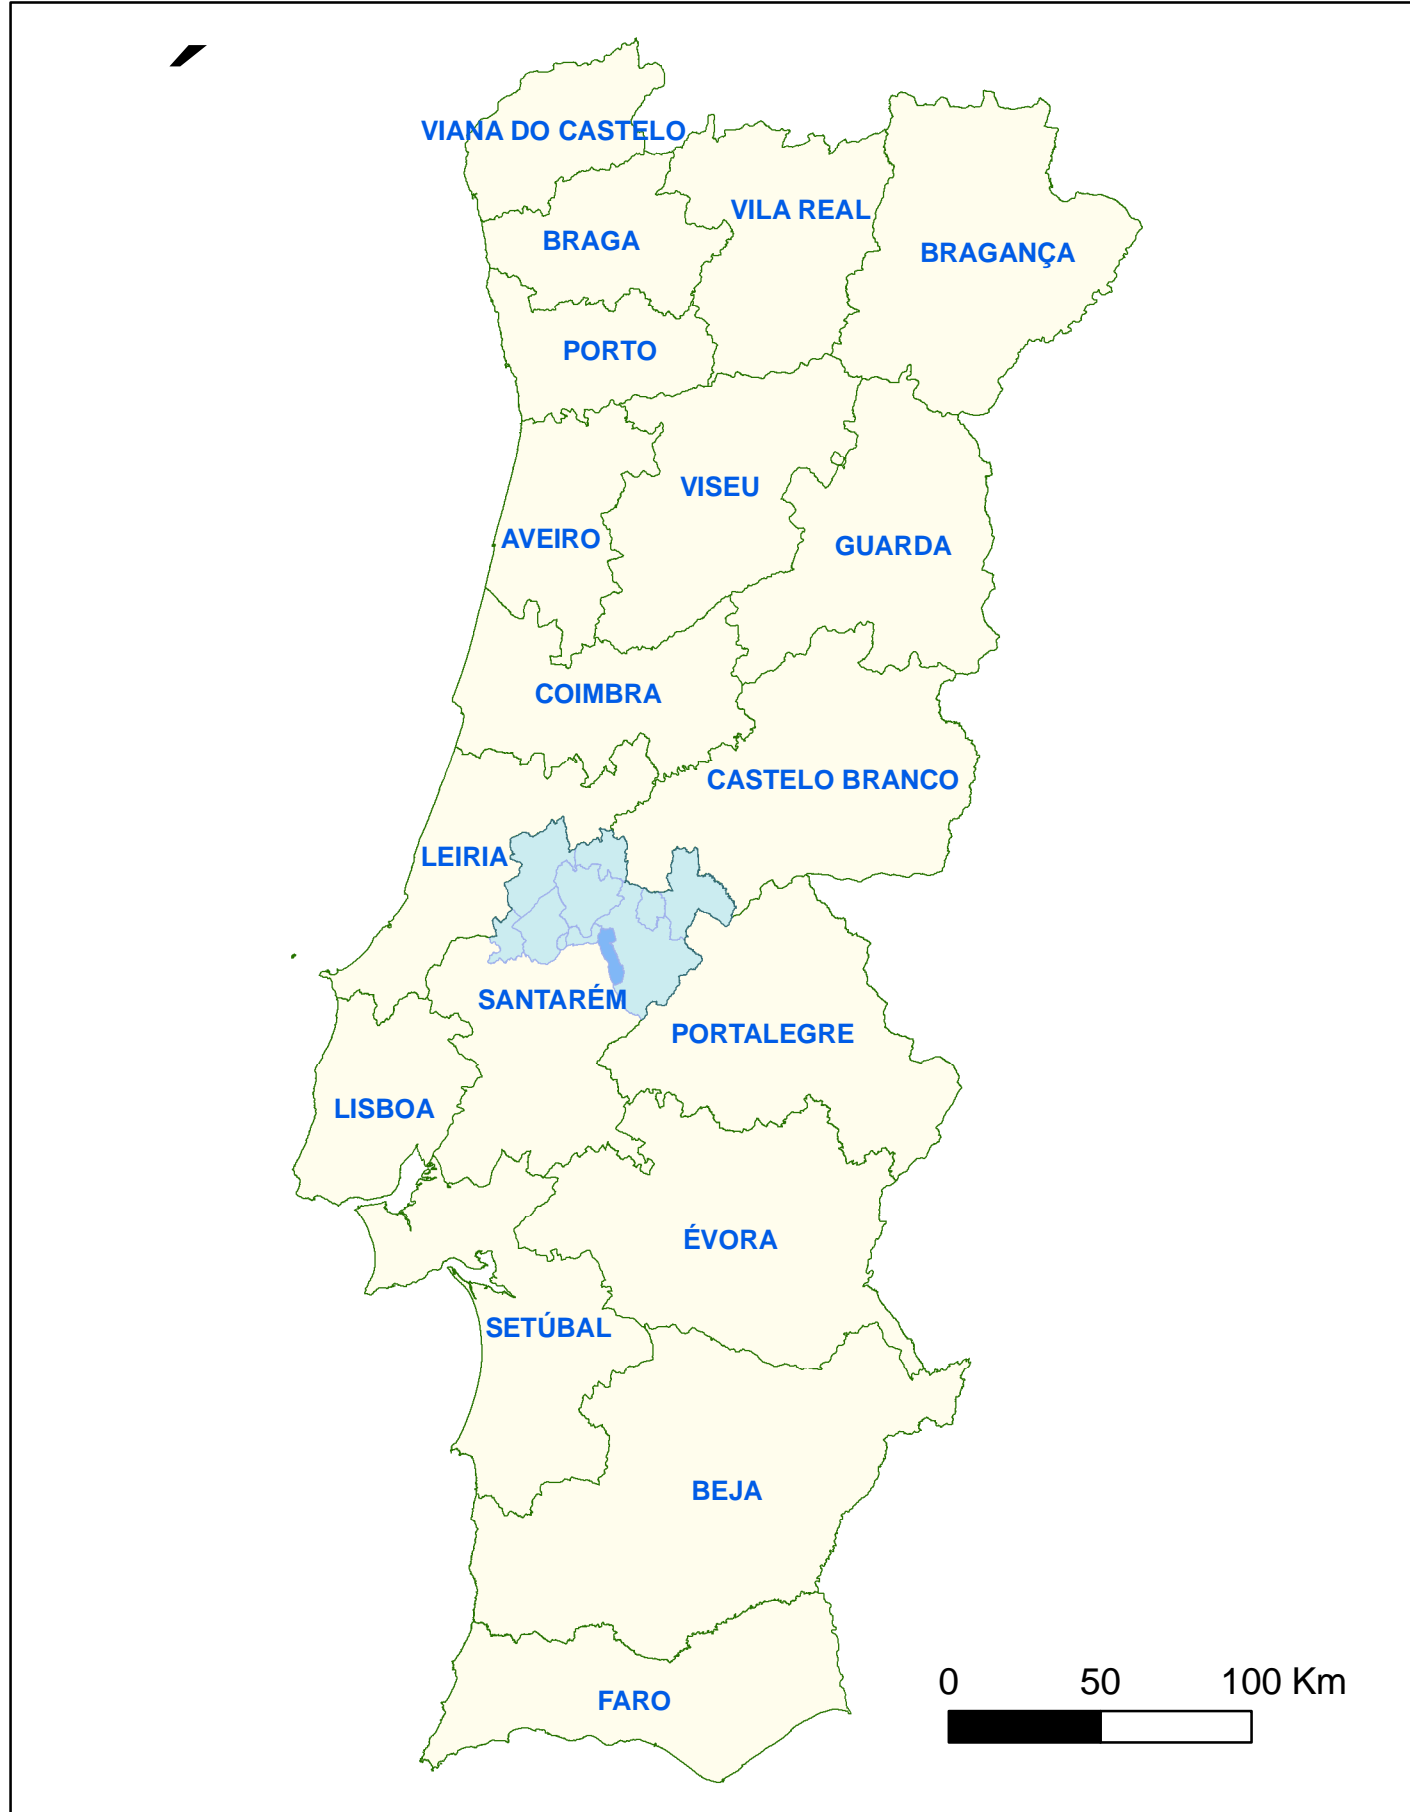 VIANA DO CASTELO
VILA REAL
BRAGA
BRAGANÇA
PORTO
VISEU
AVEIRO
GUARDA
COIMBRA
CASTELO BRANCO
LEIRIA
SANTARÉM
PORTALEGRE
LISBOA
ÉVORA
SETÚBAL
BEJA
FARO
0 50 100 Km